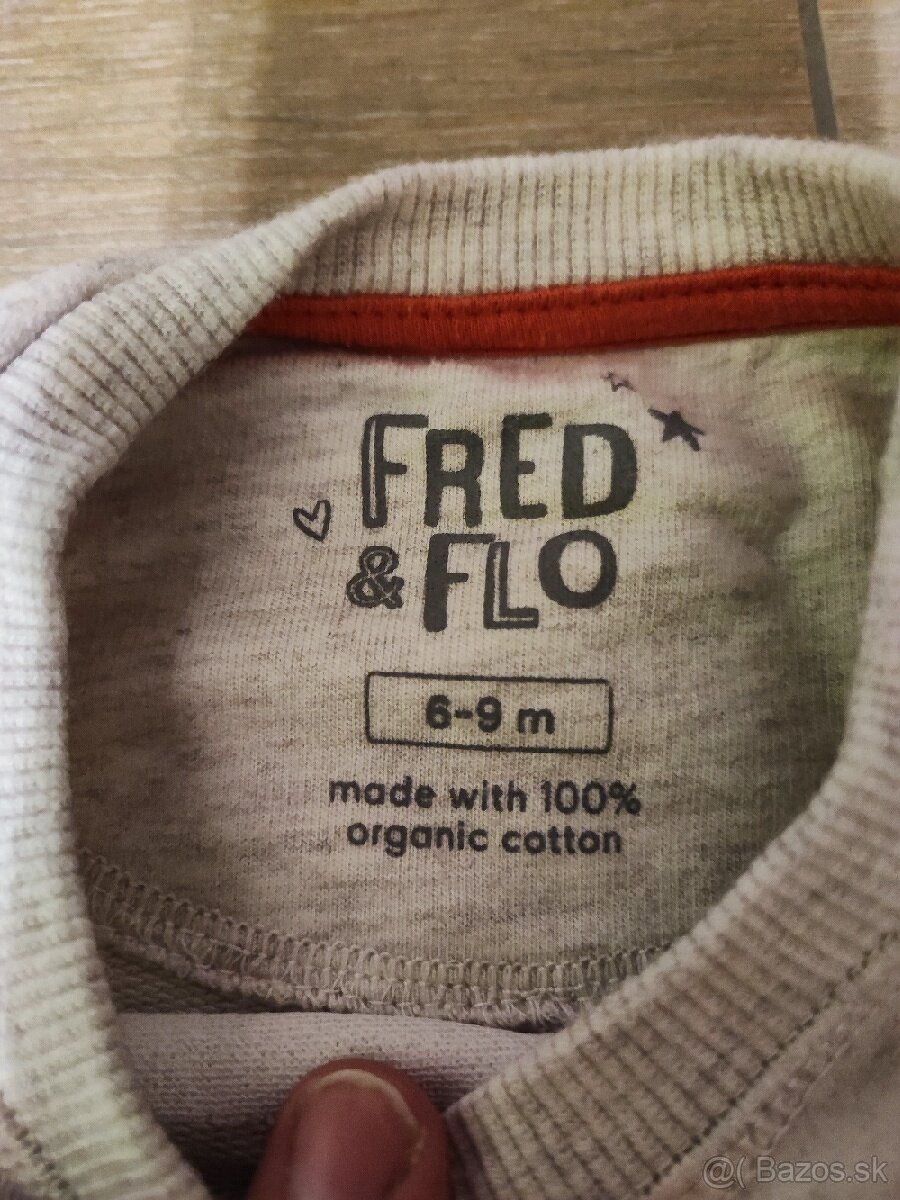 FRED
& FLO
6-9 m
made with 100%
organic cotton
@( Bazos.sk